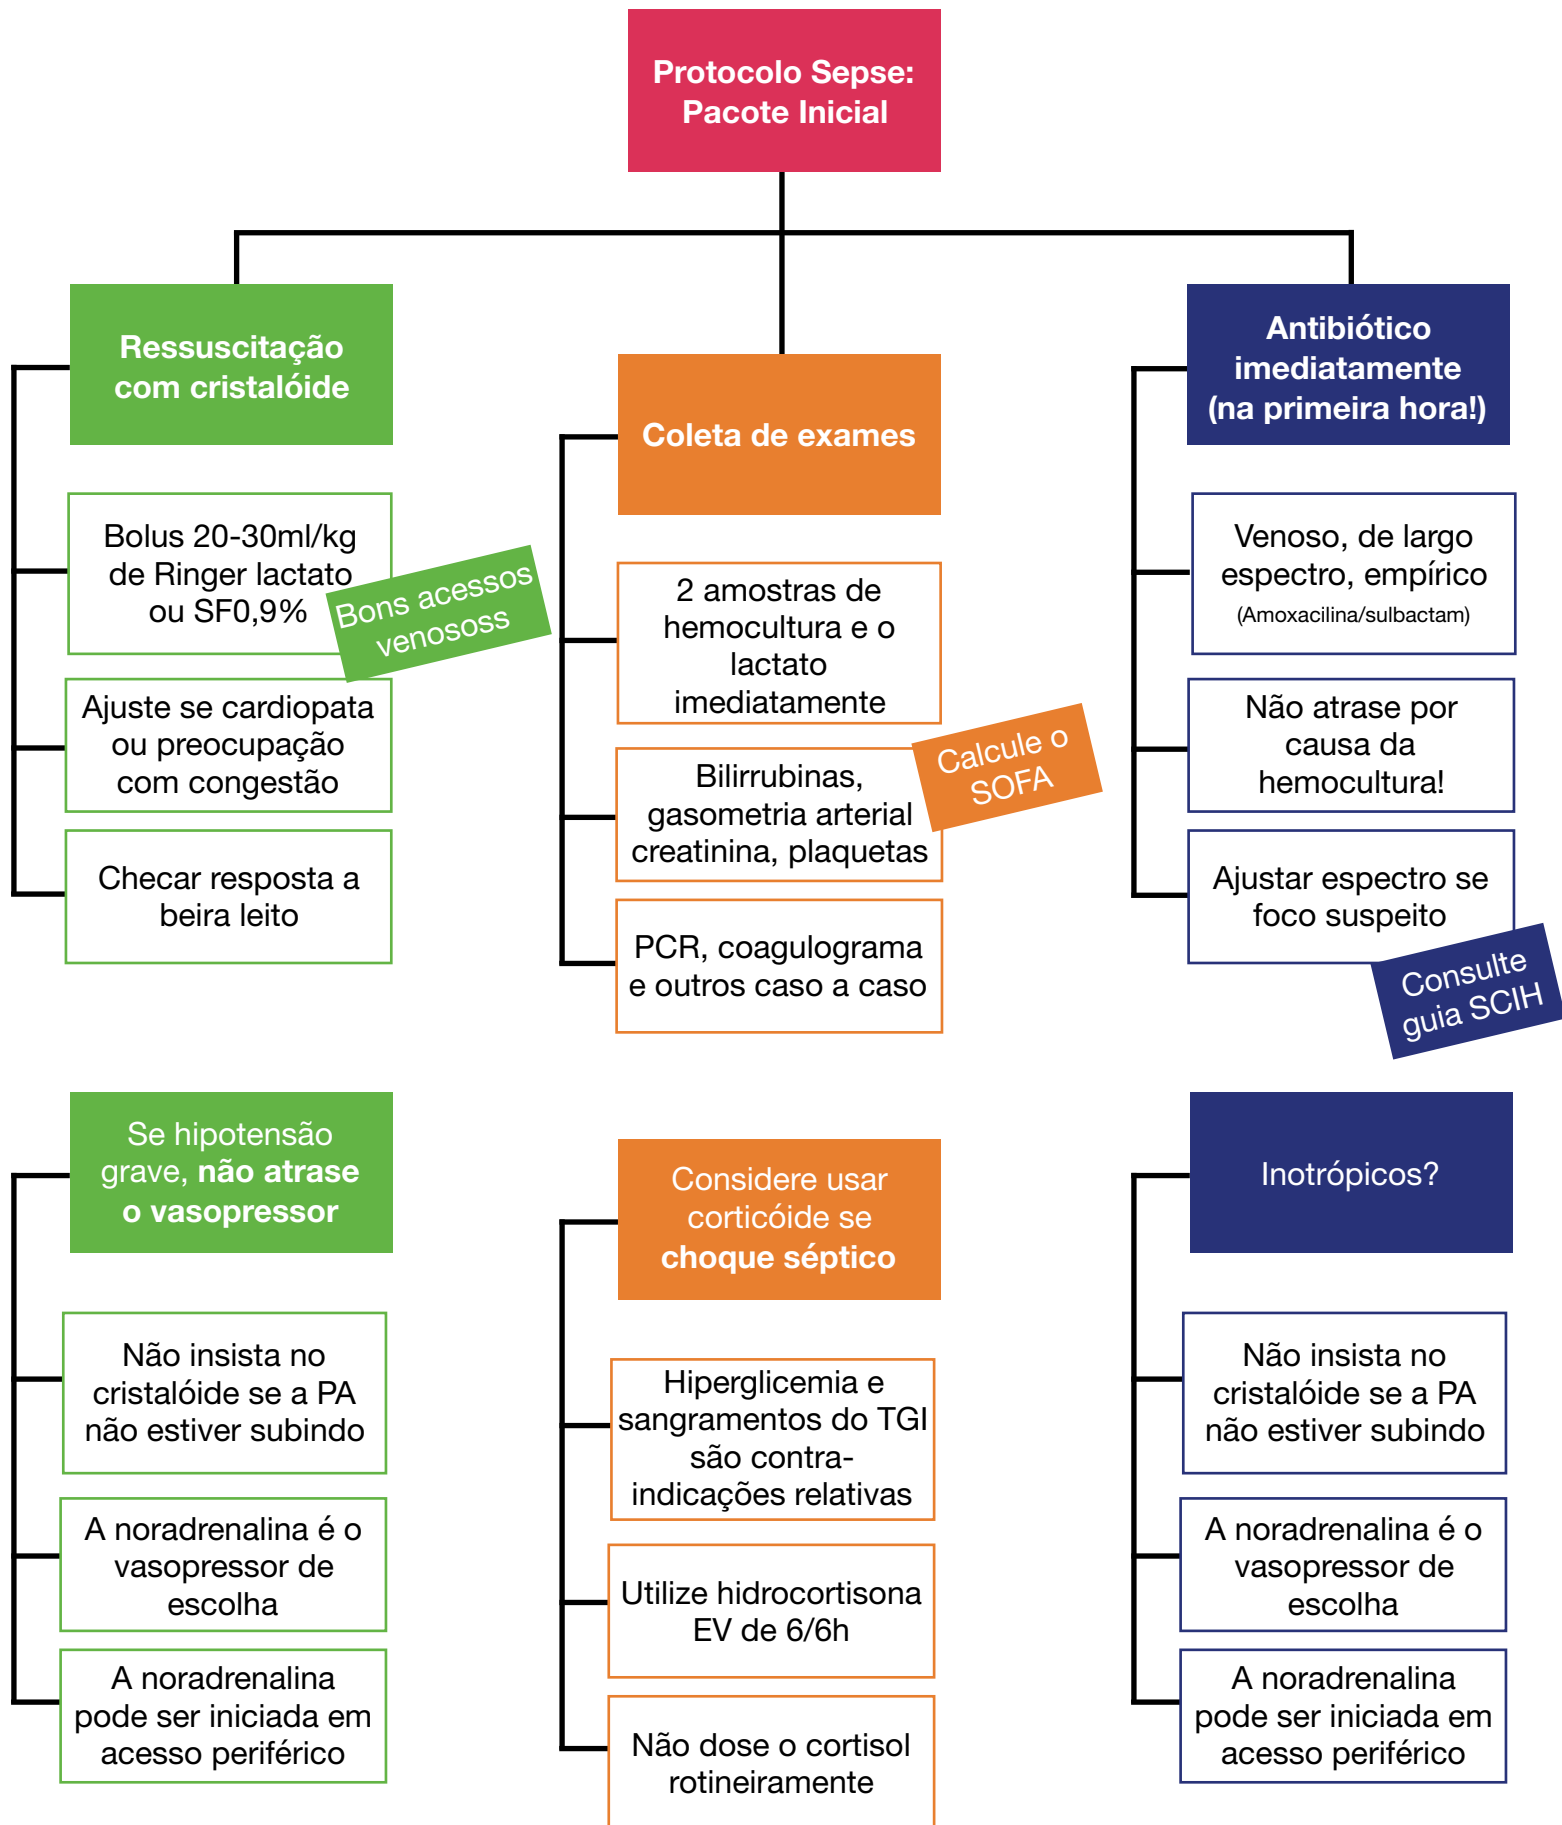 Protocolo Sepse:
Pacote Inicial
Ressuscitação
com cristalóide
Bolus 20-30ml/kg
de Ringer lactato
ou SF0,9%
Bons acessos
venososs
Ajuste se cardiopata
ou preocupação
com congestão
Checar resposta a
beira leito
Coleta de exames
2 amostras de
hemocultura e o
lactato
imediatamente
Bilirrubinas,
gasometria arterial
creatinina, plaquetas
Calcule o
SOFA
PCR, coagulograma
e outros caso a caso
Antibiótico
imediatamente
(na primeira hora!)
Venoso, de largo
espectro, empírico
(Amoxacilina/sulbactam)
Não atrase por
causa da
hemocultura!
Ajustar espectro se
foco suspeito
Consulte
guia SCIH
Se hipotensão
grave, não atrase
o vasopressor
Não insista no
cristalóide se a PA
não estiver subindo
A noradrenalina é o
vasopressor de
escolha
A noradrenalina
pode ser iniciada em
acesso periférico
Considere usar
corticóide se
choque séptico
Hiperglicemia e
sangramentos do TGI
são contra-
indicações relativas
Utilize hidrocortisona
EV de 6/6h
Não dose o cortisol
rotineiramente
Inotrópicos?
Não insista no
cristalóide se a PA
não estiver subindo
A noradrenalina é o
vasopressor de
escolha
A noradrenalina
pode ser iniciada em
acesso periférico